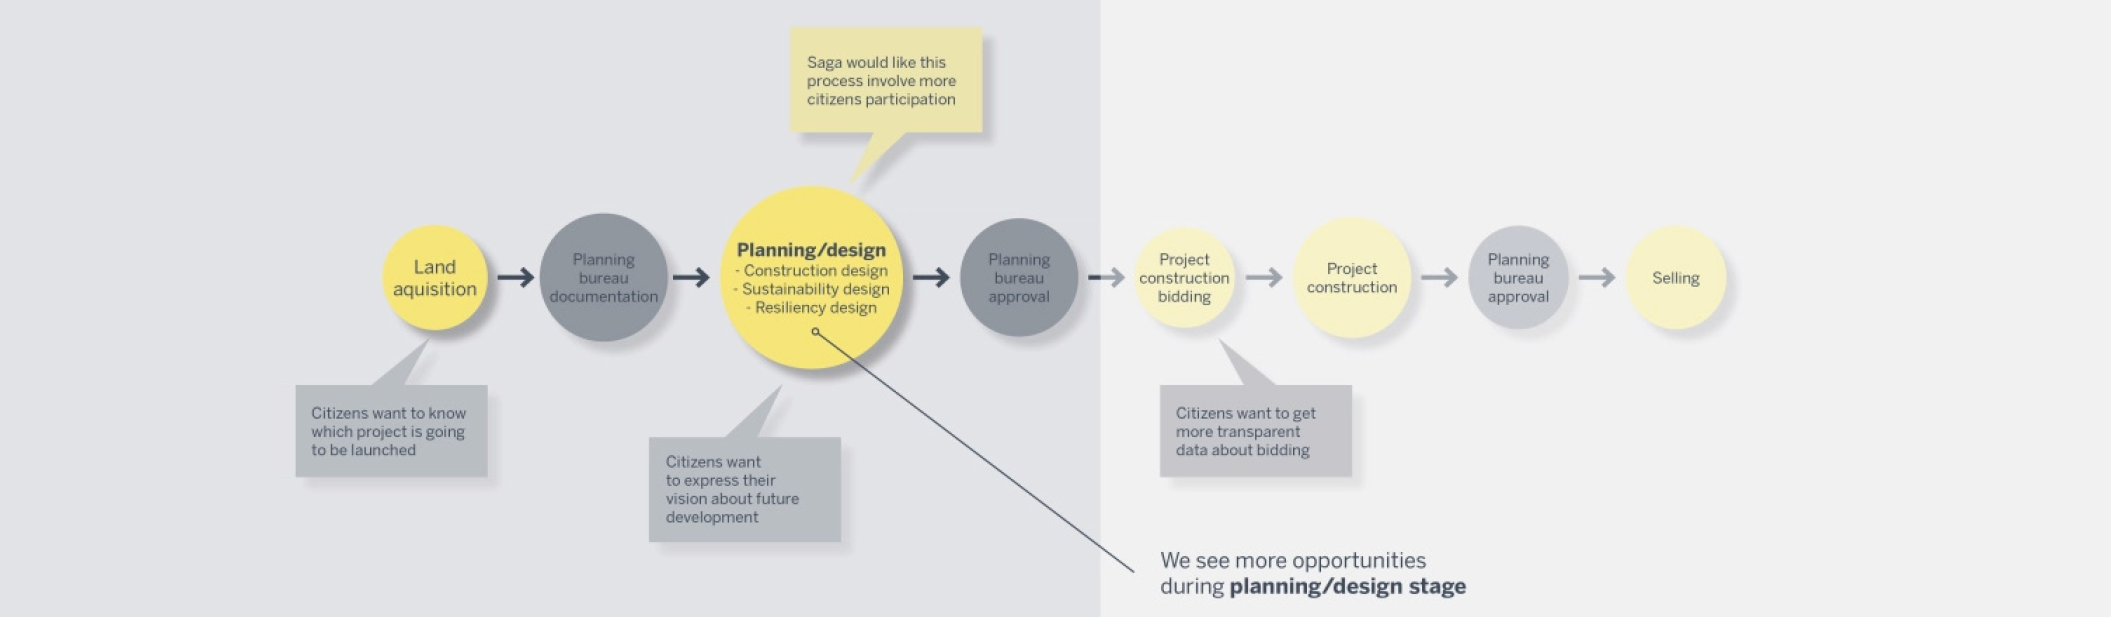 Saga would like this
process involve more
citizens participation
Land
aquisition
Planning
bureau
documentation
Planning/design
- Construction design
- Sustainability design
- Resiliency design
Planning
bureau
approval
Project
construction
bidding
Project
construction
Planning
bureau
approval
Selling
Citizens want to know
which project is going
to be launched
Citizens want
to express their
vision about future
development
Citizens want to get
more transparent
data about bidding
We see more opportunities
during planning/design stage